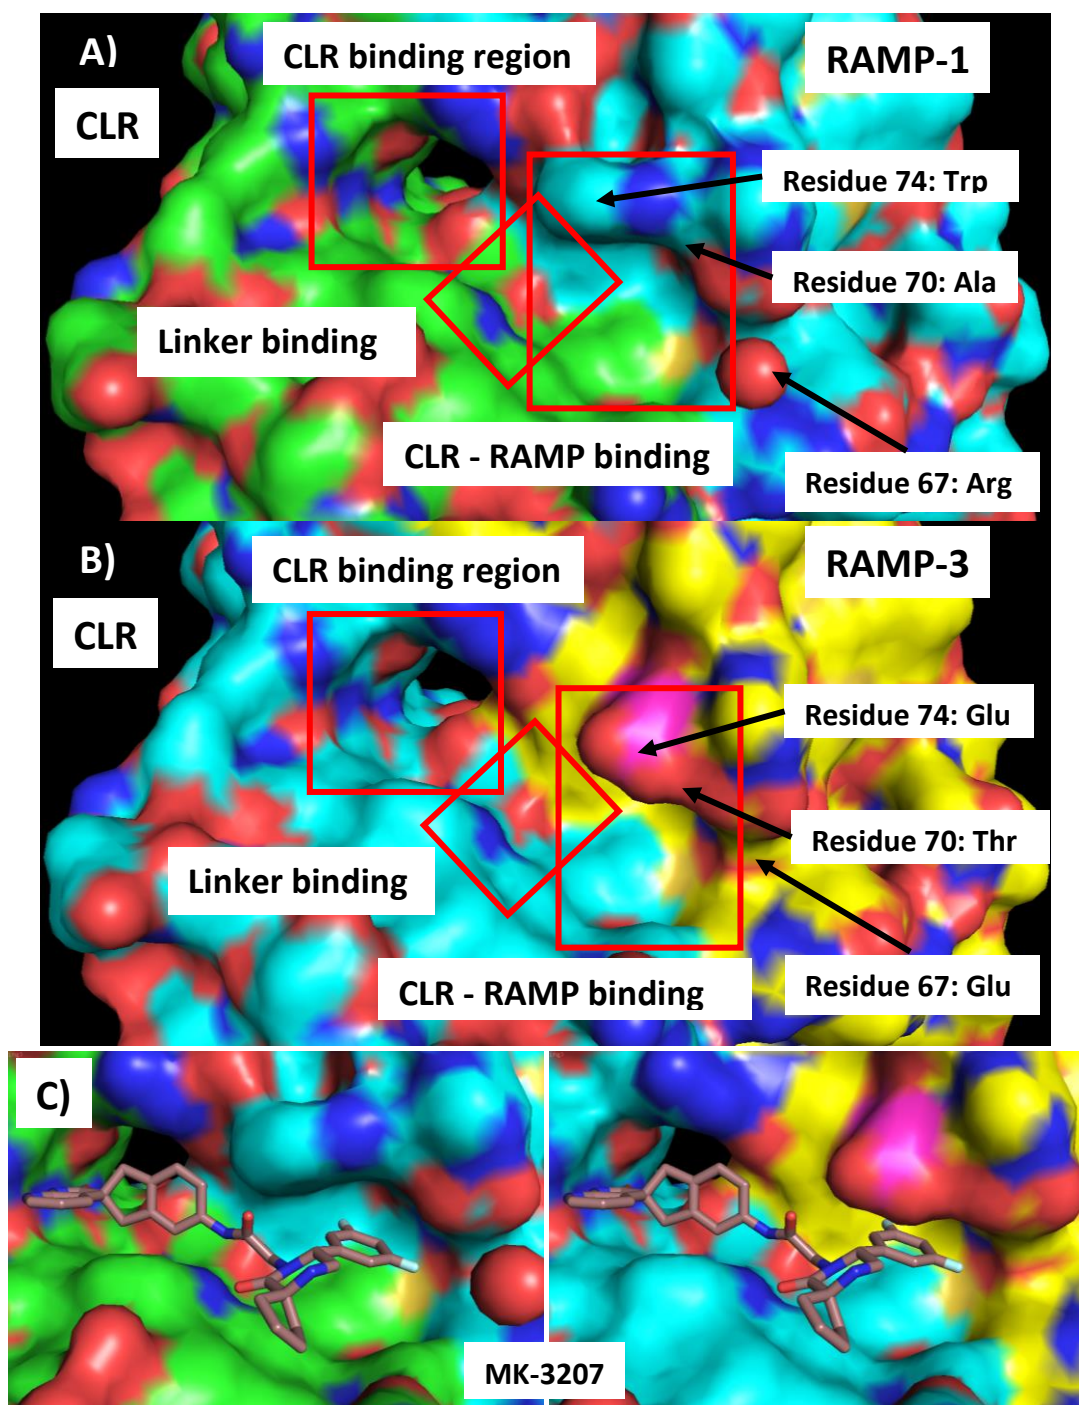 A)
CLR binding region
RAMP-1
CLR
Residue 74: Trp
Residue 70: Ala
Linker binding
CLR - RAMP binding
Residue 67: Arg
B)
CLR binding region
RAMP-3
CLR
Residue 74: Glu
Residue 70: Thr
Linker binding
CLR - RAMP binding
Residue 67: Glu
C)
MK-3207